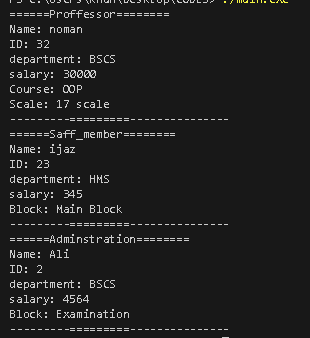 PS C:\Users\khan\Desktop\CODES> ./main.exe
======Proffessor========
Name: noman
ID: 32
department: BSCS
salary: 30000
Course: OOP
Scale: 17 scale
---------=========---------------
======Saff_member========
Name: ijaz
ID: 23
department: HMS
salary: 345
Block: Main Block
---------=========---------------
======Adminstration========
Name: Ali
ID: 2
department: BSCS
salary: 4564
Block: Examination
---------=========---------------